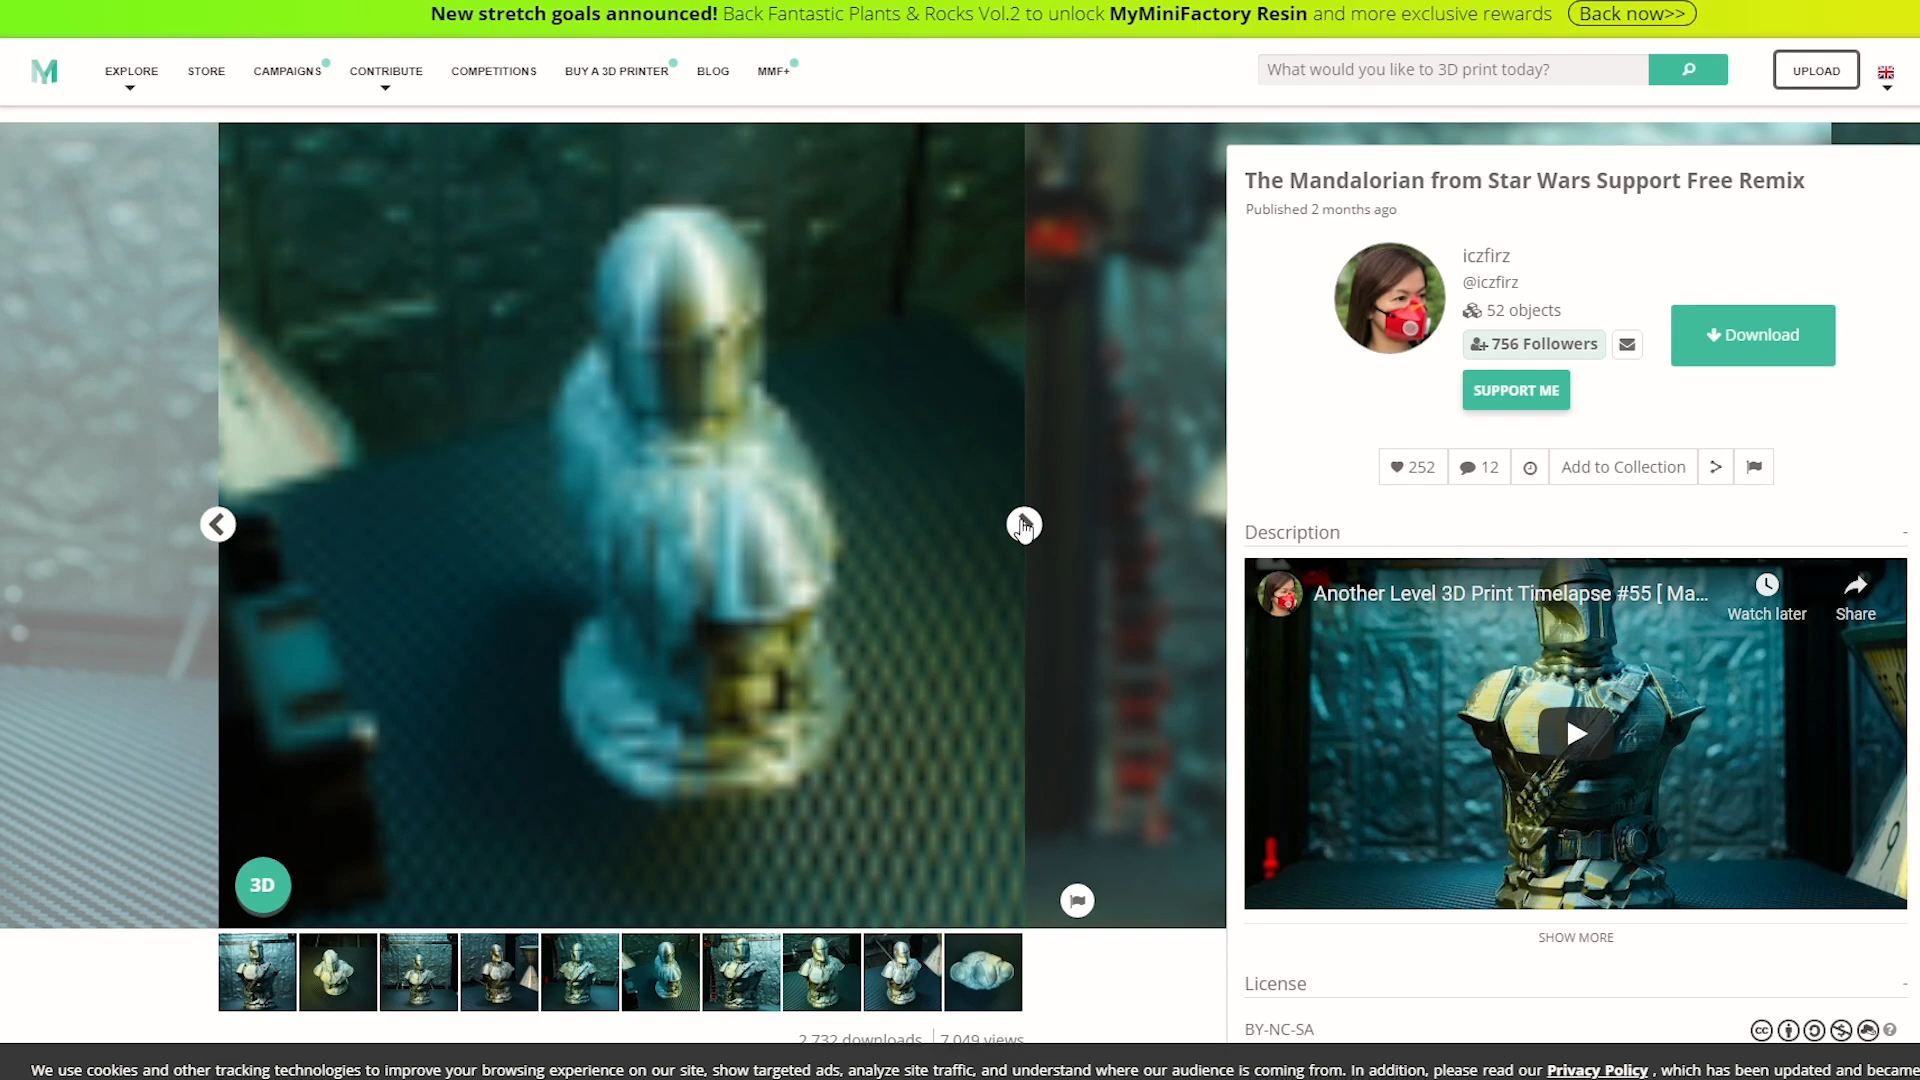 New stretch goals announced! Back Fantastic Plants & Rocks Vol.2 to unlock MyMiniFactory Resin and more exclusive rewards Back now>>
EXPLORE STORE CAMPAIGNS CONTRIBUTE COMPETITIONS BUY A 3D PRINTER BLOG MMF+ What would you like to 3D print today? UPLOAD
The Mandalorian from Star Wars Support Free Remix
Published 2 months ago
iczfirz
@iczfirz
52 objects
756 Followers
Download
SUPPORT ME
252 12 Add to Collection
Description -
Another Level 3D Print Timelapse #55 [ Ma...
Watch later Share
3D
SHOW MORE
License -
BY-NC-SA
2,732 downloads 7,049 views
We use cookies and other tracking technologies to improve your browsing experience on our site, show targeted ads, analyze site traffic, and understand where our audience is coming from. In addition, please read our Privacy Policy , which has been updated and became